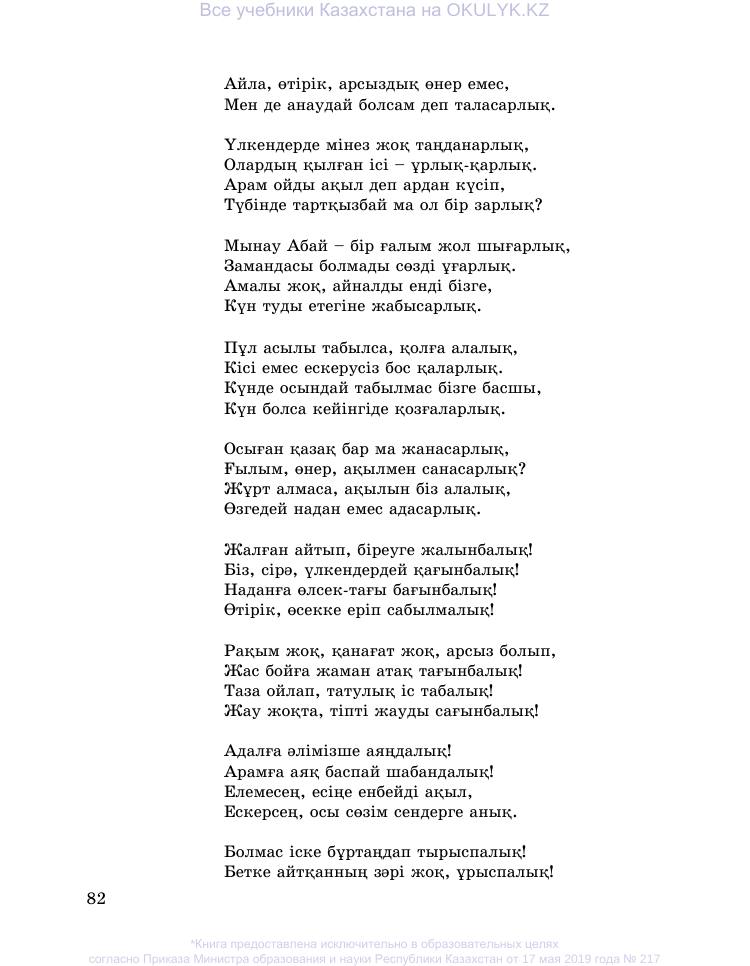 Все учебники Казахстана на OKULYK.KZ
Айла, өтірік, арсыздық өнер емес,
Мен де анаудай болсам деп таласарлық.
Үлкендерде мінез жоқ таңданарлық,
Олардың қылған ісі – ұрлық-қарлық.
Арам ойды ақыл деп ардан күсіп,
Түбінде тартқызбай ма ол бір зарлық?
Мынау Абай – бір ғалым жол шығарлық,
Замандасы болмады сөзді ұғарлық.
Амалы жоқ, айналды енді бізге,
Күн туды етегіне жабысарлық.
Пұл асылы табылса, қолға алалық,
Кісі емес ескерусіз бос қаларлық.
Күнде осындай табылмас бізге басшы,
Күн болса кейінгіде қозғаларлық.
Осыған қазақ бар ма жанасарлық,
Ғылым, өнер, ақылмен санасарлық?
Жұрт алмаса, ақылын біз алалық,
Өзгедей надан емес адасарлық.
Жалған айтып, біреуге жалынбалық!
Біз, сірә, үлкендердей қағынбалық!
Наданға өлсек-тағы бағынбалық!
Өтірік, өсекке еріп сабылмалық!
Рақым жоқ, қанағат жоқ, арсыз болып,
Жас бойға жаман атақ тағынбалық!
Таза ойлап, татулық іс табалық!
Жау жоқта, тіпті жауды сағынбалық!
Адалға әлімізше аяңдалық!
Арамға аяқ баспай шабандалық!
Елемесең, есіңе енбейді ақыл,
Ескерсең, осы сөзім сендерге анық.
Болмас іске бұртаңдап тырыспалық!
Бетке айтқанның зәрі жоқ, ұрыспалық!
82
*Книга предоставлена исключительно в образовательных целях
согласно Приказа Министра образования и науки Республики Казахстан от 17 мая 2019 года № 217